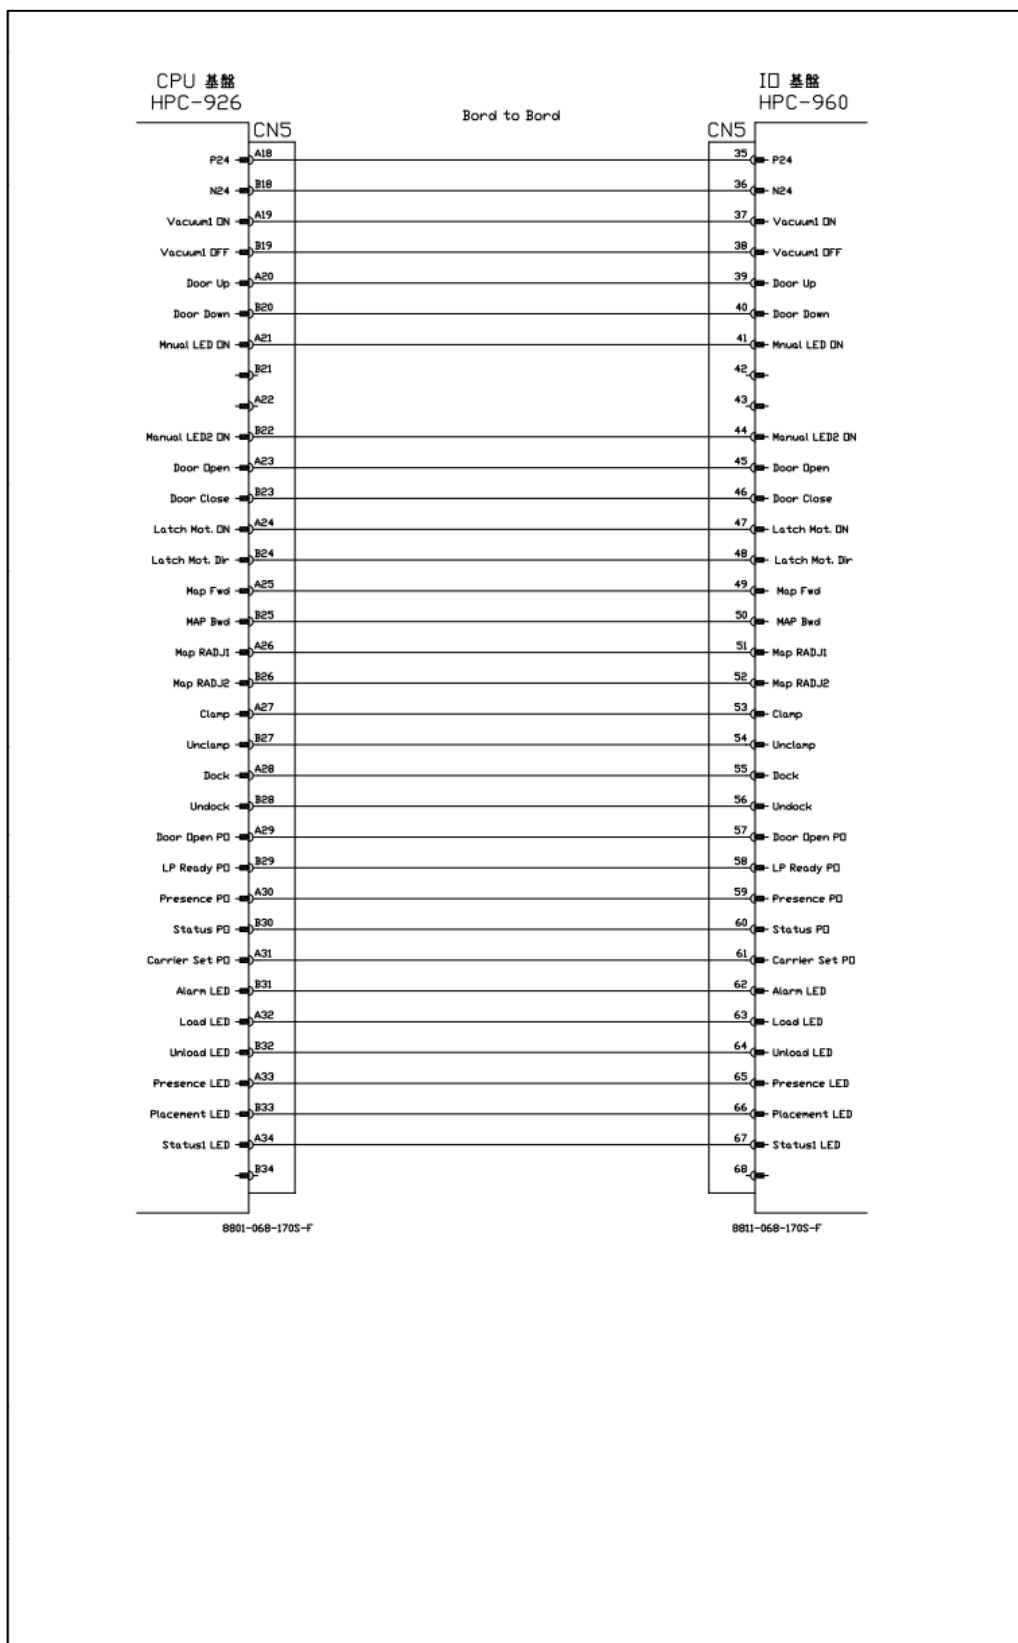 CPU 基盤
HPC-926
IO 基盤
HPC-960
Bord to Bord
CN5
CN5
P24 A18 35 P24
N24 B18 36 N24
Vacuum1 ON A19 37 Vacuum1 ON
Vacuum1 OFF B19 38 Vacuum1 OFF
Door Up A20 39 Door Up
Door Down B20 40 Door Down
Mnual LED ON A21 41 Mnual LED ON
B21 42
A22 43
Manual LED2 ON B22 44 Manual LED2 ON
Door Open A23 45 Door Open
Door Close B23 46 Door Close
Latch Mot. ON A24 47 Latch Mot. ON
Latch Mot. Dir B24 48 Latch Mot. Dir
Map Fwd A25 49 Map Fwd
MAP Bwd B25 50 MAP Bwd
Map RADJ1 A26 51 Map RADJ1
Map RADJ2 B26 52 Map RADJ2
Clamp A27 53 Clamp
Unclamp B27 54 Unclamp
Dock A28 55 Dock
Undock B28 56 Undock
Door Open PO A29 57 Door Open PO
LP Ready PO B29 58 LP Ready PO
Presence PO A30 59 Presence PO
Status PO B30 60 Status PO
Carrier Set PO A31 61 Carrier Set PO
Alarm LED B31 62 Alarm LED
Load LED A32 63 Load LED
Unload LED B32 64 Unload LED
Presence LED A33 65 Presence LED
Placement LED B33 66 Placement LED
Status1 LED A34 67 Status1 LED
B34 68
8801-068-170S-F
8811-068-170S-F